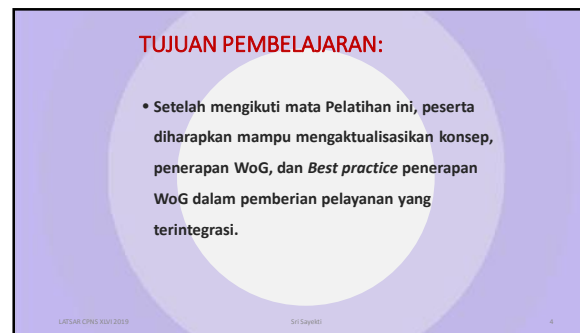 TUJUAN PEMBELAJARAN:
• Setelah mengikuti mata Pelatihan ini, peserta
diharapkan mampu mengaktualisasikan konsep,
penerapan WoG, dan Best practice penerapan
WoG dalam pemberian pelayanan yang
terintegrasi.
LATSAR CPNS XLVI 2019 Sri Sayekti 4